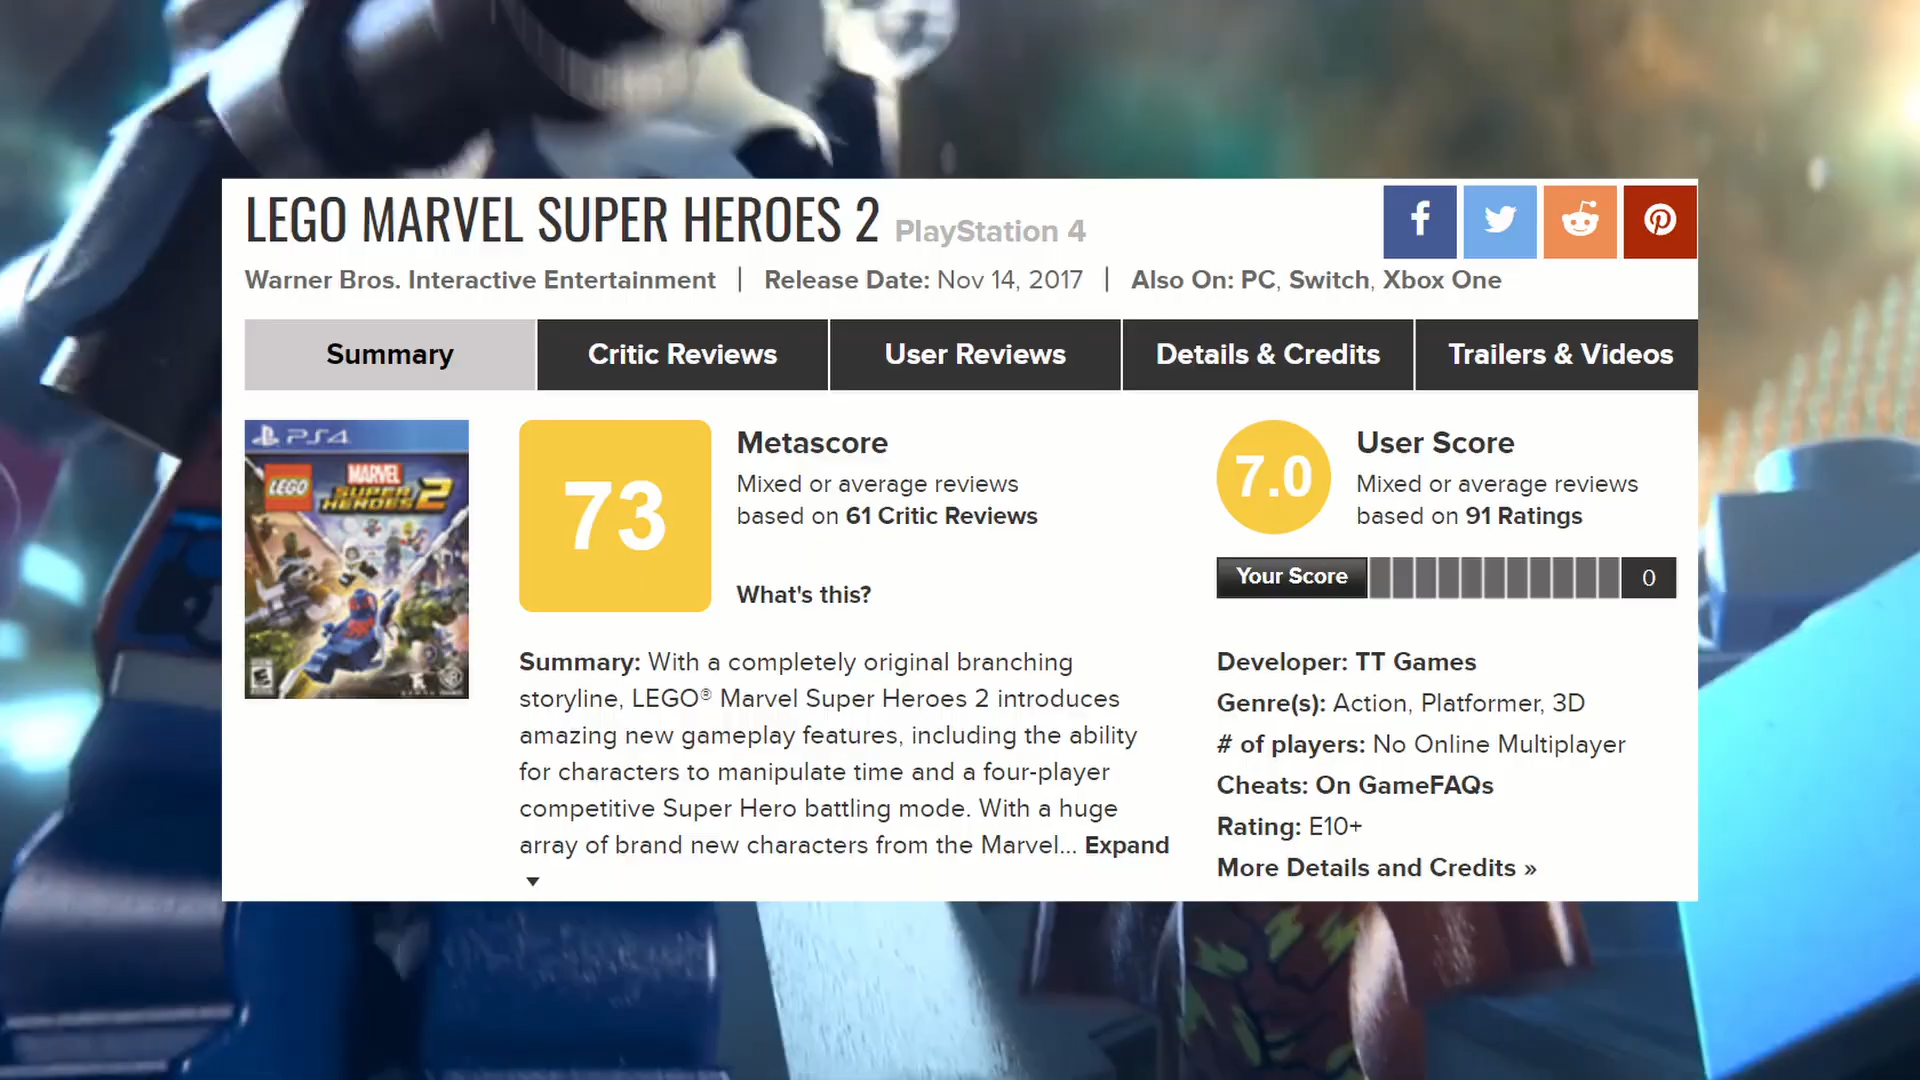 LEGO MARVEL SUPER HEROES 2 PlayStation 4
Warner Bros. Interactive Entertainment | Release Date: Nov 14, 2017 | Also On: PC, Switch, Xbox One
Summary Critic Reviews User Reviews Details & Credits Trailers & Videos
PS4
LEGO MARVEL
SUPER
HEROES 2
E
73
Metascore
Mixed or average reviews
based on 61 Critic Reviews
What's this?
7.0
User Score
Mixed or average reviews
based on 91 Ratings
Your Score 0
Summary: With a completely original branching
storyline, LEGO® Marvel Super Heroes 2 introduces
amazing new gameplay features, including the ability
for characters to manipulate time and a four-player
competitive Super Hero battling mode. With a huge
array of brand new characters from the Marvel... Expand
Developer: TT Games
Genre(s): Action, Platformer, 3D
# of players: No Online Multiplayer
Cheats: On GameFAQs
Rating: E10+
More Details and Credits »